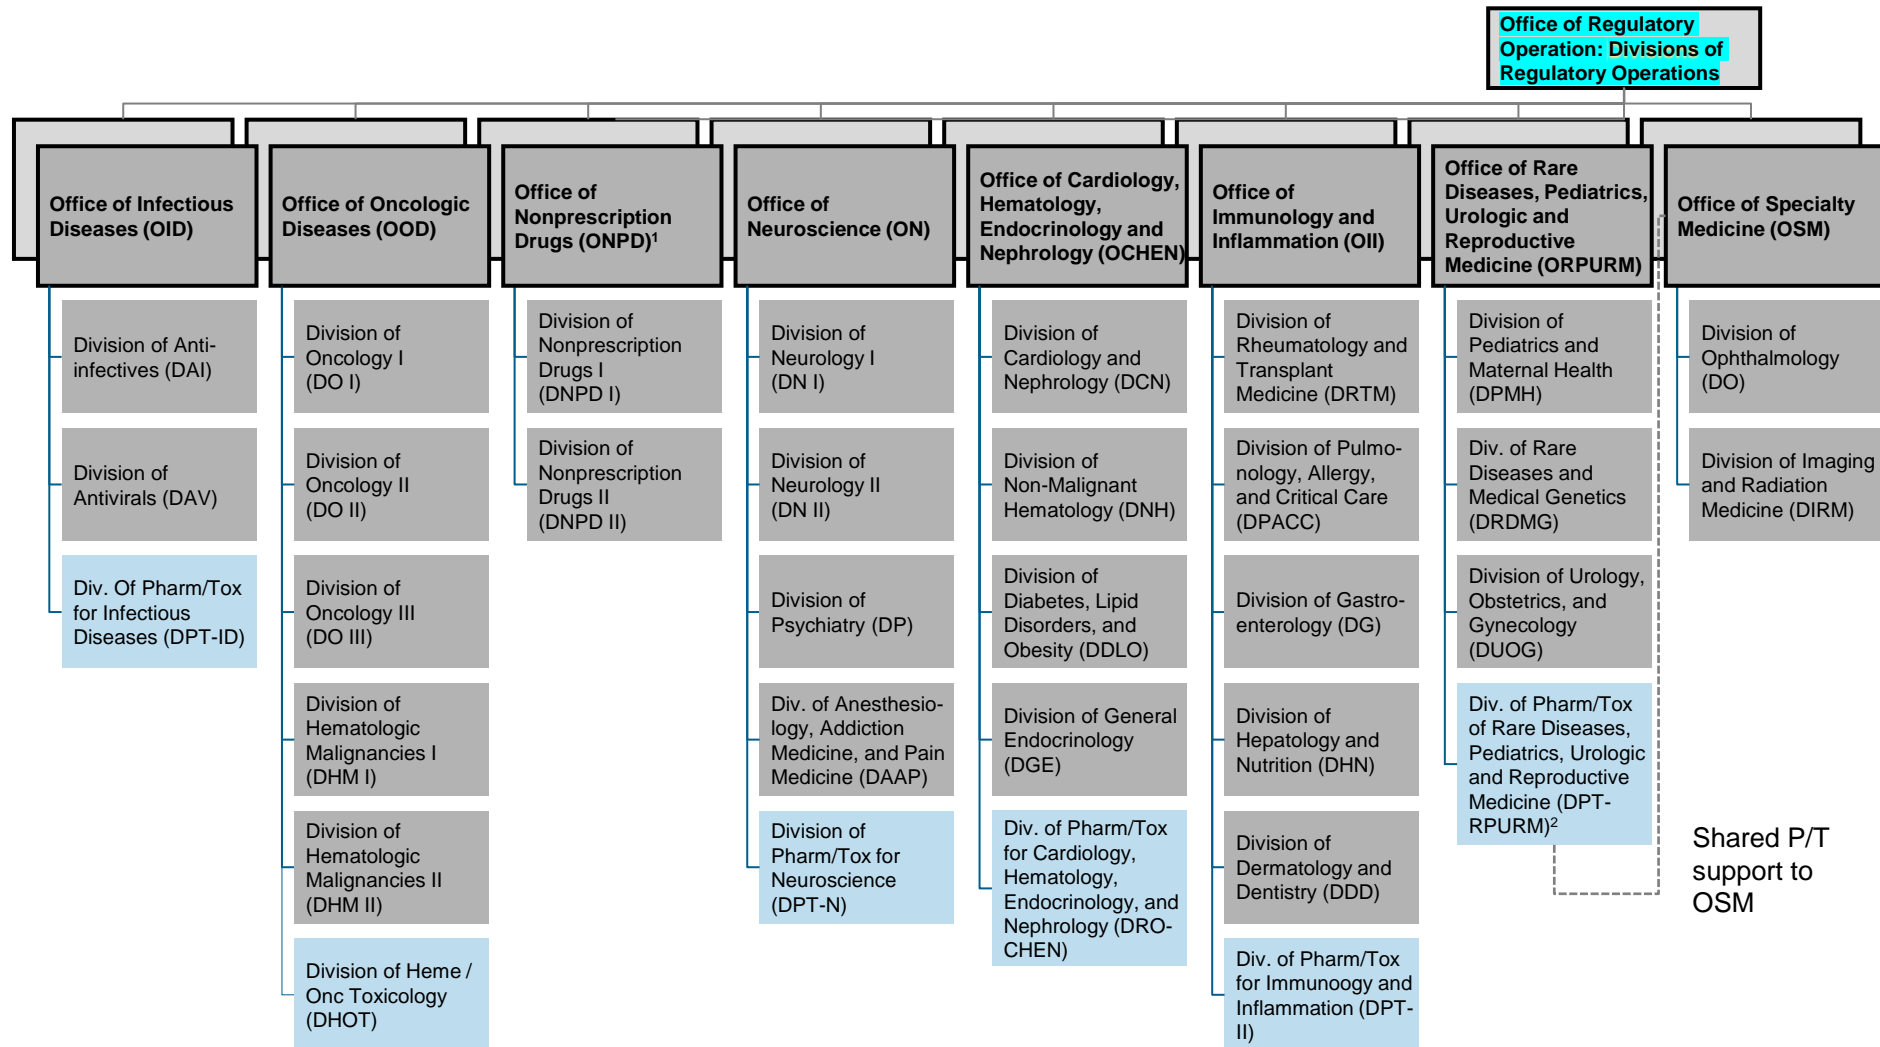 Office of Regulatory
Operation: Divisions of
Regulatory Operations
Office of Infectious
Diseases (OID)
Division of Anti-
infectives (DAI)
Division of
Antivirals (DAV)
Div. Of Pharm/Tox
for Infectious
Diseases (DPT-ID)
Office of Oncologic
Diseases (OOD)
Division of
Oncology I
(DO I)
Division of
Oncology II
(DO II)
Division of
Oncology III
(DO III)
Division of
Hematologic
Malignancies I
(DHM I)
Division of
Hematologic
Malignancies II
(DHM II)
Division of Heme /
Onc Toxicology
(DHOT)
Office of
Nonprescription
Drugs (ONPD)¹
Division of
Nonprescription
Drugs I
(DNPD I)
Division of
Nonprescription
Drugs II
(DNPD II)
Office of
Neuroscience (ON)
Division of
Neurology I
(DN I)
Division of
Neurology II
(DN II)
Division of
Psychiatry (DP)
Div. of Anesthesio-
logy, Addiction
Medicine, and Pain
Medicine (DAAP)
Division of
Pharm/Tox for
Neuroscience
(DPT-N)
Office of Cardiology,
Hematology,
Endocrinology and
Nephrology (OCHEN)
Division of
Cardiology and
Nephrology (DCN)
Division of
Non-Malignant
Hematology (DNH)
Division of
Diabetes, Lipid
Disorders, and
Obesity (DDLO)
Division of General
Endocrinology
(DGE)
Div. of Pharm/Tox
for Cardiology,
Hematology,
Endocrinology, and
Nephrology (DRO-
CHEN)
Office of
Immunology and
Inflammation (OII)
Division of
Rheumatology and
Transplant
Medicine (DRTM)
Division of Pulmo-
nology, Allergy,
and Critical Care
(DPACC)
Division of Gastro-
enterology (DG)
Division of
Hepatology and
Nutrition (DHN)
Division of
Dermatology and
Dentistry (DDD)
Div. of Pharm/Tox
for Immunoogy and
Inflammation (DPT-
II)
Office of Rare
Diseases, Pediatrics,
Urologic and
Reproductive
Medicine (ORPURM)
Division of
Pediatrics and
Maternal Health
(DPMH)
Div. of Rare
Diseases and
Medical Genetics
(DRDMG)
Division of Urology,
Obstetrics, and
Gynecology
(DUOG)
Div. of Pharm/Tox
of Rare Diseases,
Pediatrics, Urologic
and Reproductive
Medicine (DPT-
RPURM)²
Office of Specialty
Medicine (OSM)
Division of
Ophthalmology
(DO)
Division of Imaging
and Radiation
Medicine (DIRM)
Shared P/T
support to
OSM